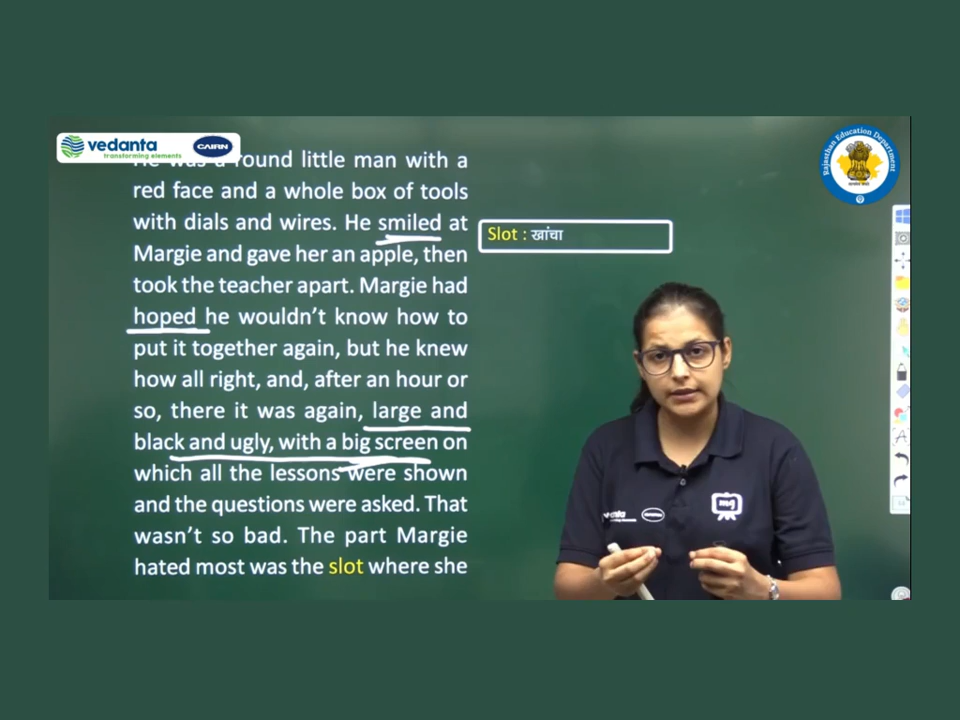 vedanta
transforming elements
CAIRN
Rajasthan Education Department
He was a round little man with a
red face and a whole box of tools
with dials and wires. He smiled at
Slot : खांचा
Margie and gave her an apple, then
took the teacher apart. Margie had
hoped he wouldn't know how to
put it together again, but he knew
how all right, and, after an hour or
so, there it was again, large and
black and ugly, with a big screen on
which all the lessons were shown
and the questions were asked. That
wasn't so bad. The part Margie
hated most was the slot where she